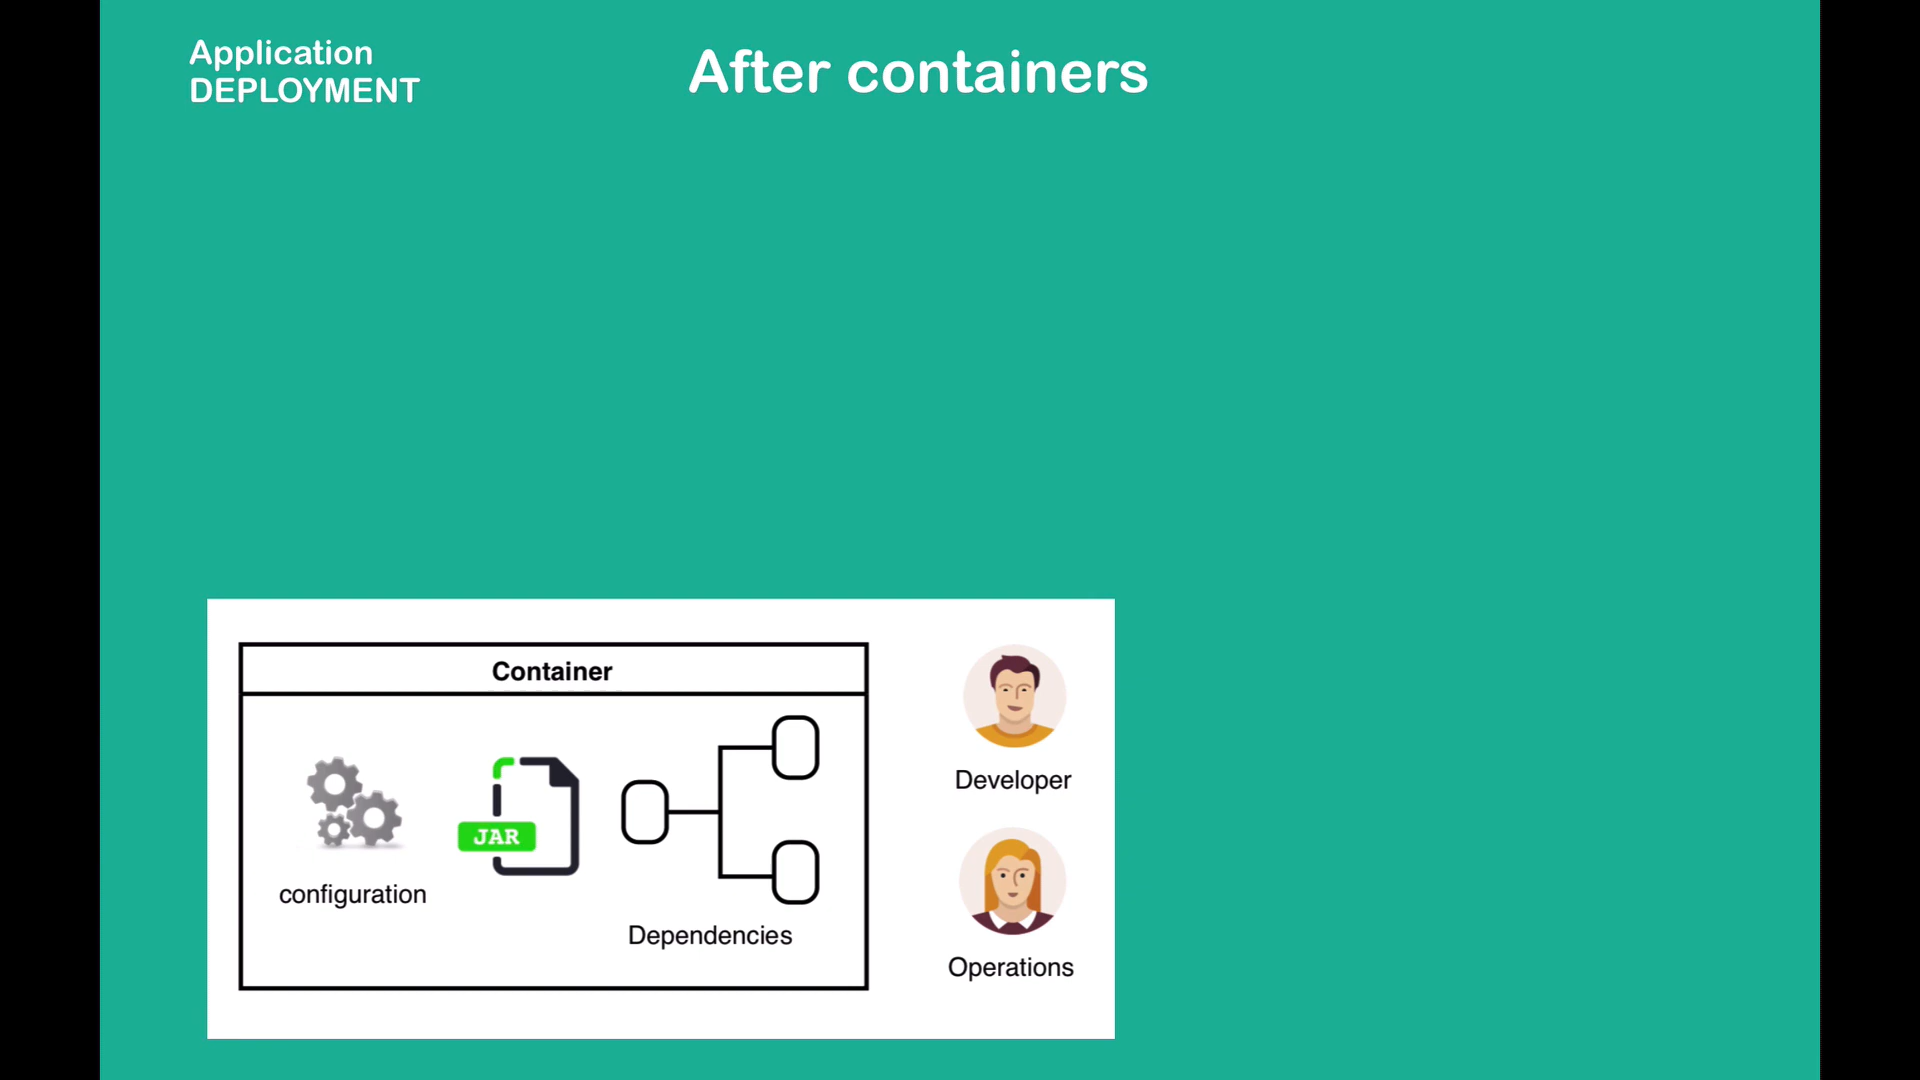 Application
DEPLOYMENT
After containers
Container
JAR
configuration
Dependencies
Developer
Operations